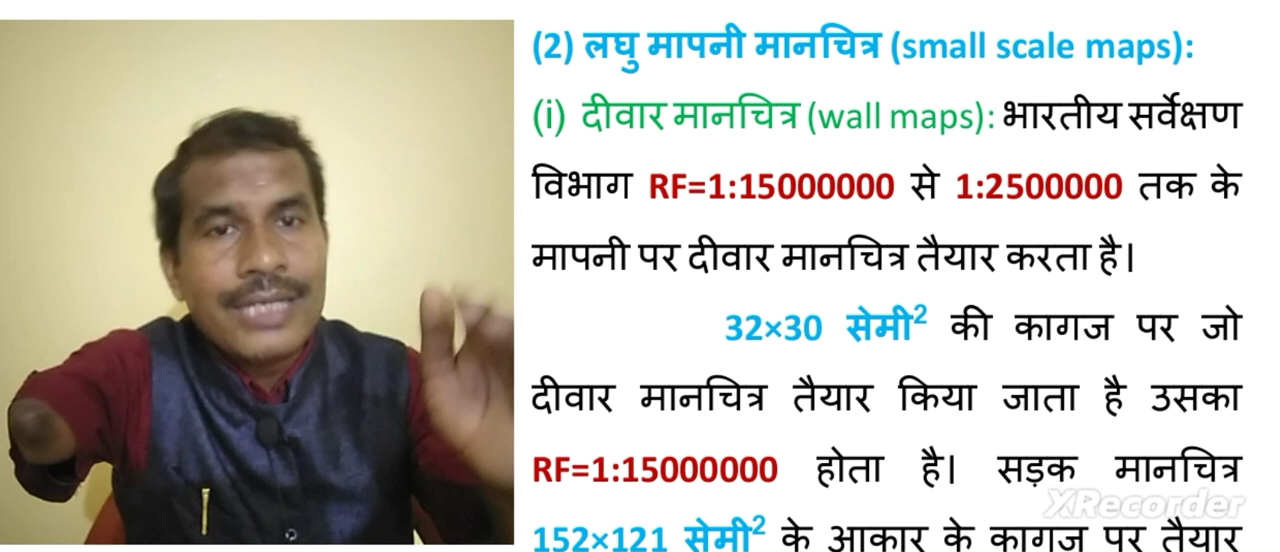 (2) लघु मापनी मानचित्र (small scale maps):
(i) दीवार मानचित्र (wall maps): भारतीय सर्वेक्षण
विभाग RF=1:15000000 से 1:2500000 तक के
मापनी पर दीवार मानचित्र तैयार करता है।
32×30 सेमी² की कागज पर जो
दीवार मानचित्र तैयार किया जाता है उसका
RF=1:15000000 होता है। सड़क मानचित्र
XRecorder
152×121 सेमी² के आकार के कागज पर तैयार